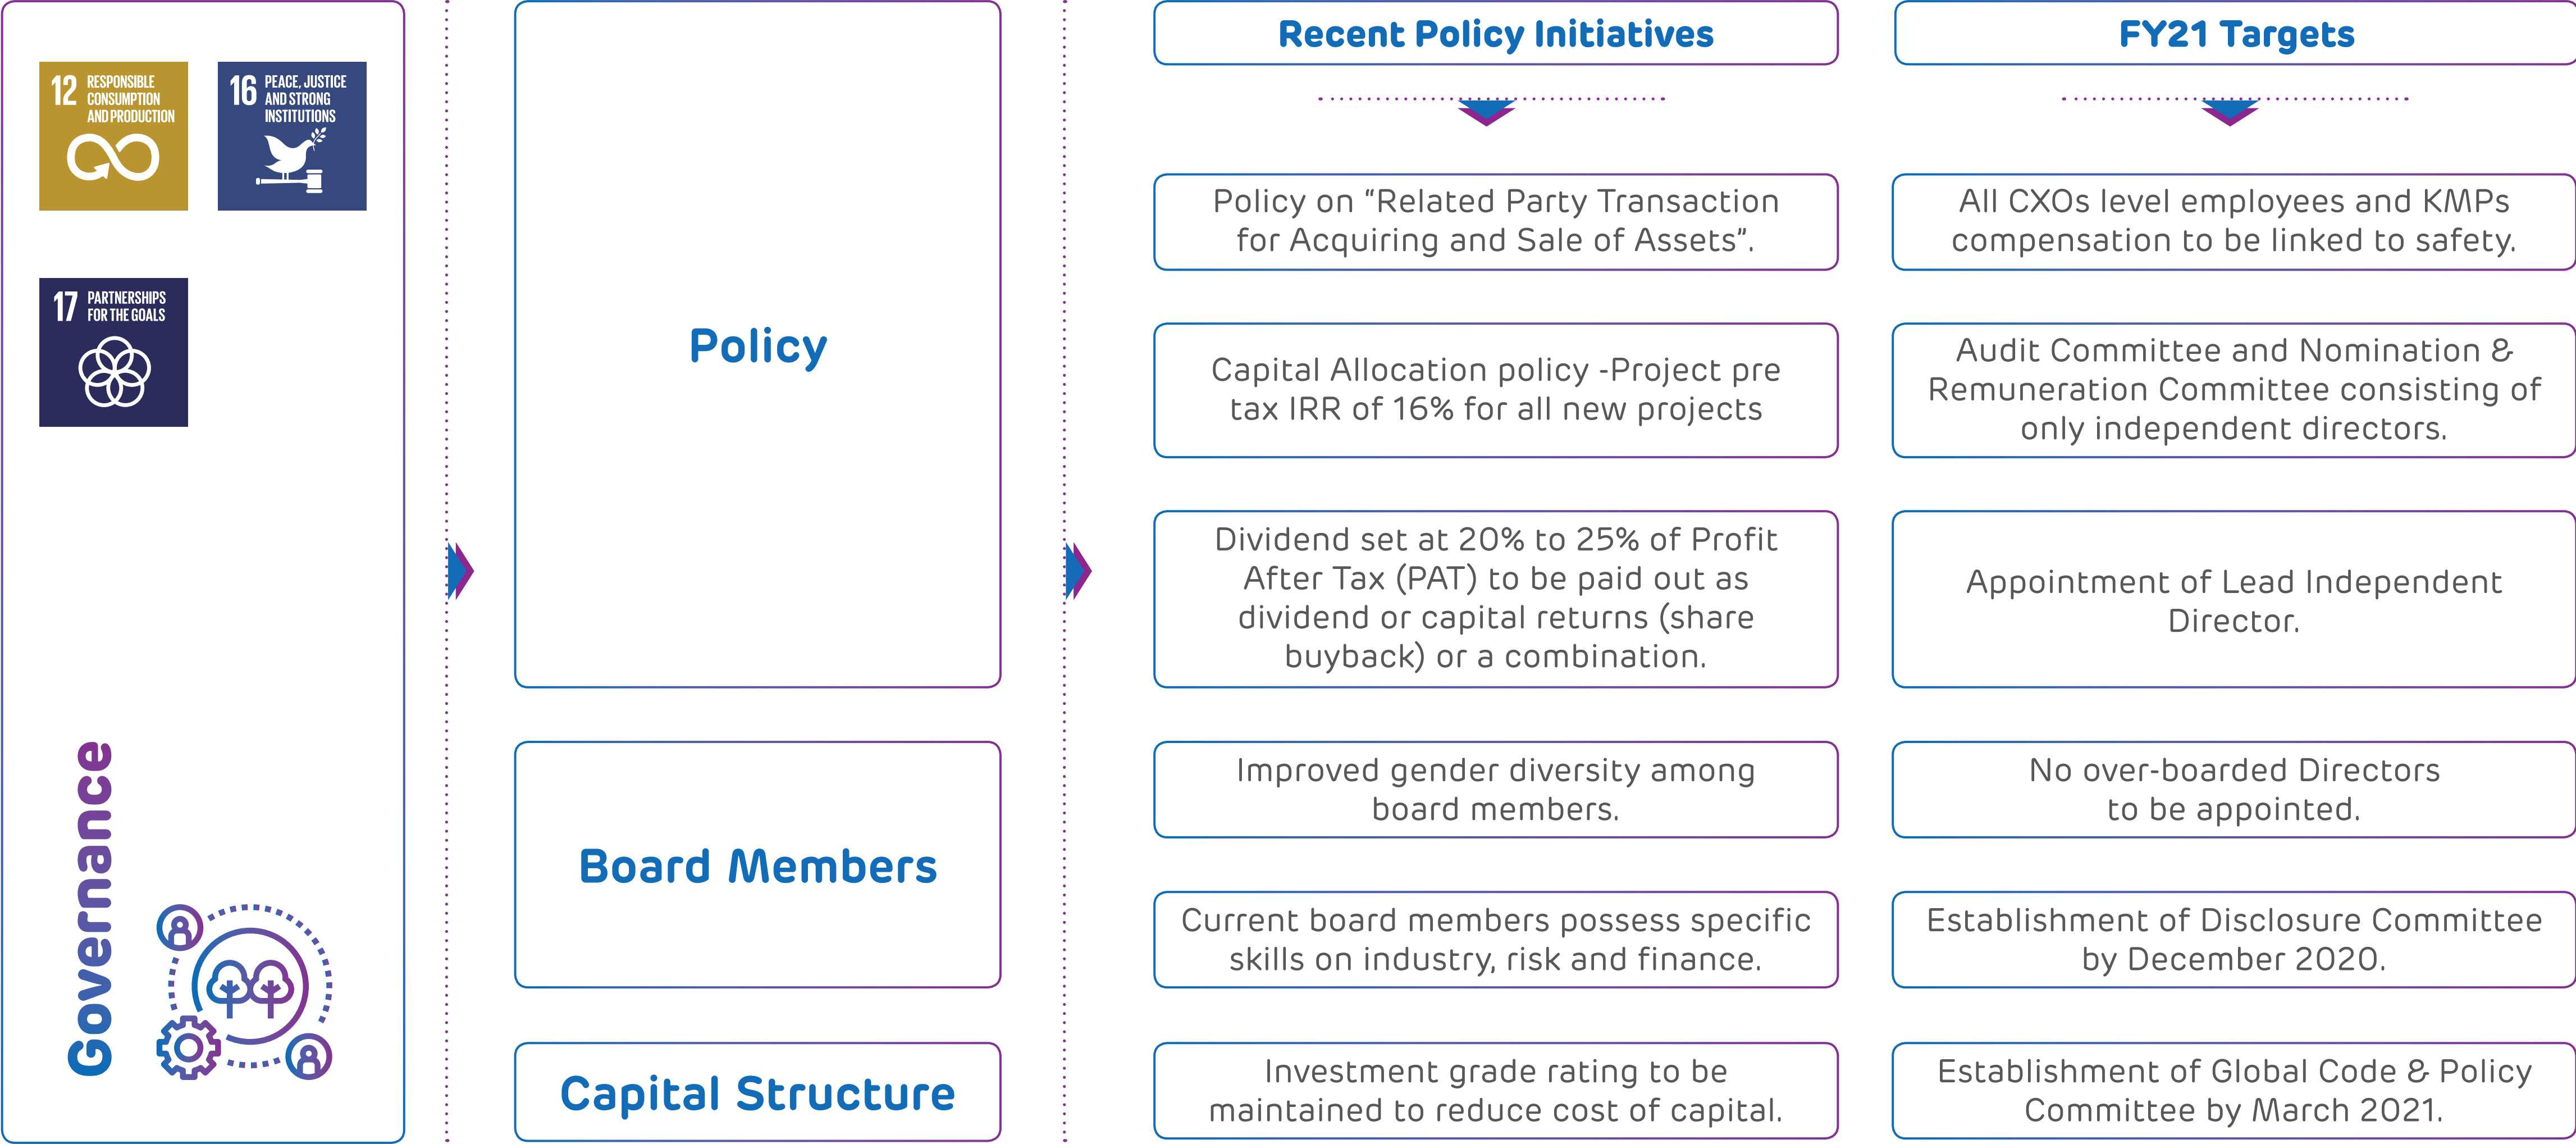 12 RESPONSIBLE
CONSUMPTION
AND PRODUCTION
16 PEACE, JUSTICE
AND STRONG
INSTITUTIONS
17 PARTNERSHIPS
FOR THE GOALS
Governance
Policy
Board Members
Capital Structure
Recent Policy Initiatives
Policy on “Related Party Transaction
for Acquiring and Sale of Assets”.
Capital Allocation policy -Project pre
tax IRR of 16% for all new projects
Dividend set at 20% to 25% of Profit
After Tax (PAT) to be paid out as
dividend or capital returns (share
buyback) or a combination.
Improved gender diversity among
board members.
Current board members possess specific
skills on industry, risk and finance.
Investment grade rating to be
maintained to reduce cost of capital.
FY21 Targets
All CXOs level employees and KMPs
compensation to be linked to safety.
Audit Committee and Nomination &
Remuneration Committee consisting of
only independent directors.
Appointment of Lead Independent
Director.
No over-boarded Directors
to be appointed.
Establishment of Disclosure Committee
by December 2020.
Establishment of Global Code & Policy
Committee by March 2021.